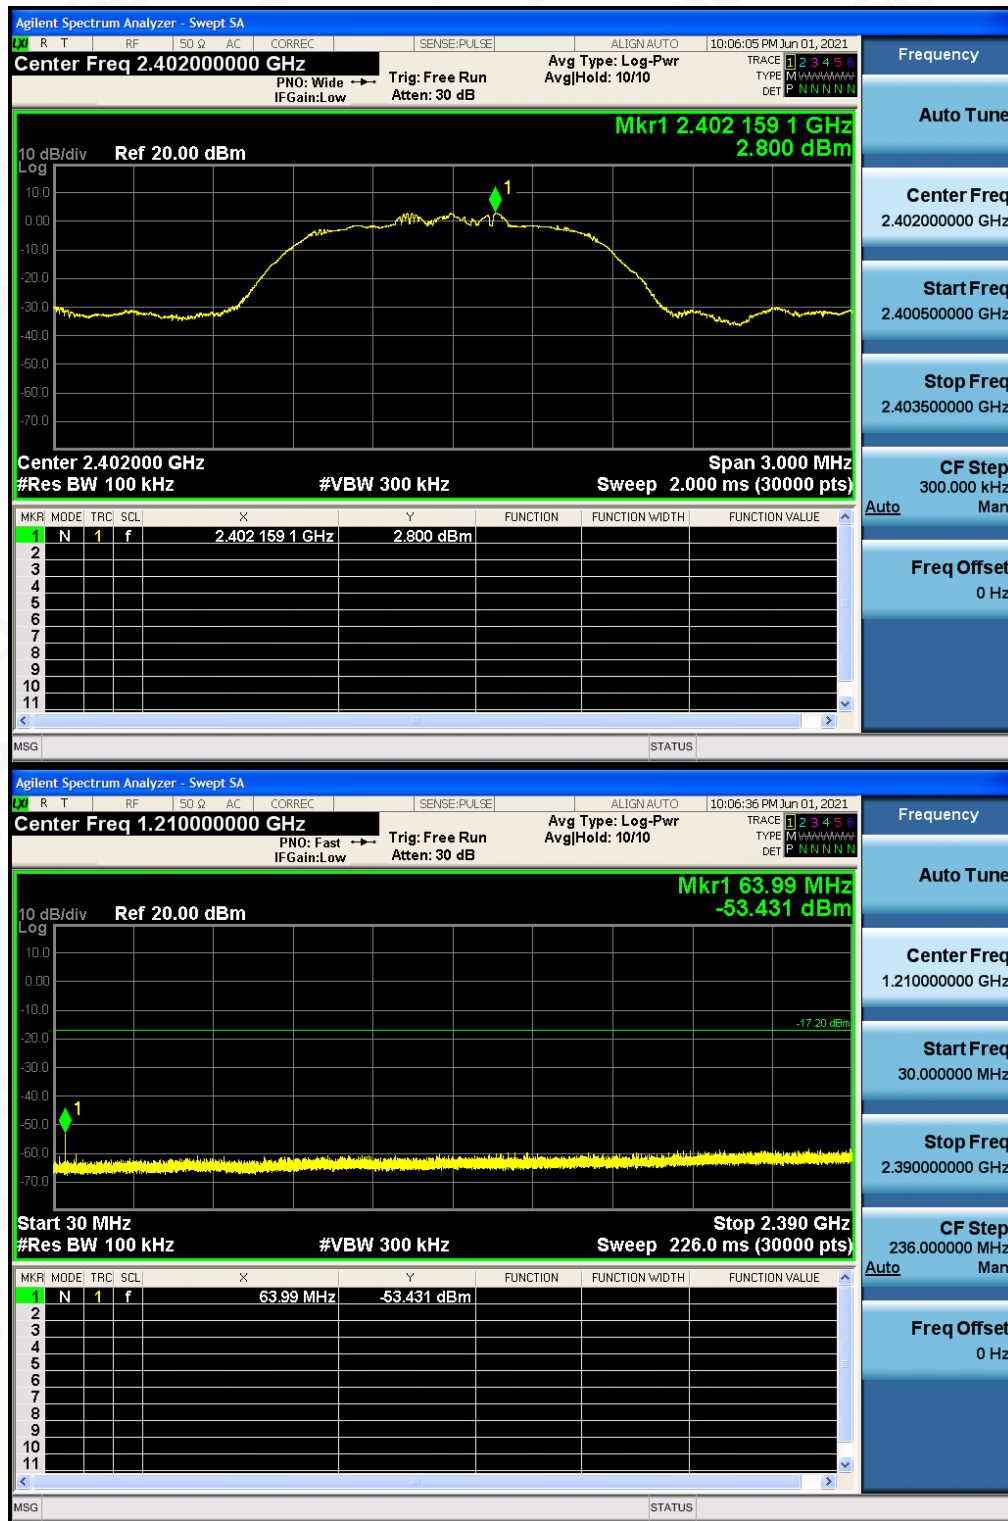 Agilent Spectrum Analyzer - Swept SA
LXI R T RF 50 Ω AC CORREC SENSE:PULSE ALIGN AUTO 10:06:05 PM Jun 01, 2021
Center Freq 2.402000000 GHz
PNO: Wide
IFGain:Low
Trig: Free Run
Atten: 30 dB
Avg Type: Log-Pwr
Avg|Hold: 10/10
TRACE 1 2 3 4 5 6
TYPE M WWWWW
DET P N N N N N
Mkr1 2.402 159 1 GHz
2.800 dBm
10 dB/div Ref 20.00 dBm
Log
10.0
0.00
-10.0
-20.0
-30.0
-40.0
-50.0
-60.0
-70.0
1
Center 2.402000 GHz Span 3.000 MHz
#Res BW 100 kHz #VBW 300 kHz Sweep 2.000 ms (30000 pts)
MKR MODE TRC SCL X Y FUNCTION FUNCTION WIDTH FUNCTION VALUE
1 N 1 f 2.402 159 1 GHz 2.800 dBm
2
3
4
5
6
7
8
9
10
11
MSG STATUS
Frequency
Auto Tune
Center Freq
2.402000000 GHz
Start Freq
2.400500000 GHz
Stop Freq
2.403500000 GHz
CF Step
300.000 kHz
Auto Man
Freq Offset
0 Hz
Agilent Spectrum Analyzer - Swept SA
LXI R T RF 50 Ω AC CORREC SENSE:PULSE ALIGN AUTO 10:06:36 PM Jun 01, 2021
Center Freq 1.210000000 GHz
PNO: Fast
IFGain:Low
Trig: Free Run
Atten: 30 dB
Avg Type: Log-Pwr
Avg|Hold: 10/10
TRACE 1 2 3 4 5 6
TYPE M WWWWW
DET P N N N N N
Mkr1 63.99 MHz
-53.431 dBm
10 dB/div Ref 20.00 dBm
Log
10.0
0.00
-10.0
-20.0
-30.0
-40.0
-50.0
-60.0
-70.0
-17.20 dBm
1
Start 30 MHz Stop 2.390 GHz
#Res BW 100 kHz #VBW 300 kHz Sweep 226.0 ms (30000 pts)
MKR MODE TRC SCL X Y FUNCTION FUNCTION WIDTH FUNCTION VALUE
1 N 1 f 63.99 MHz -53.431 dBm
2
3
4
5
6
7
8
9
10
11
MSG STATUS
Frequency
Auto Tune
Center Freq
1.210000000 GHz
Start Freq
30.000000 MHz
Stop Freq
2.390000000 GHz
CF Step
236.000000 MHz
Auto Man
Freq Offset
0 Hz